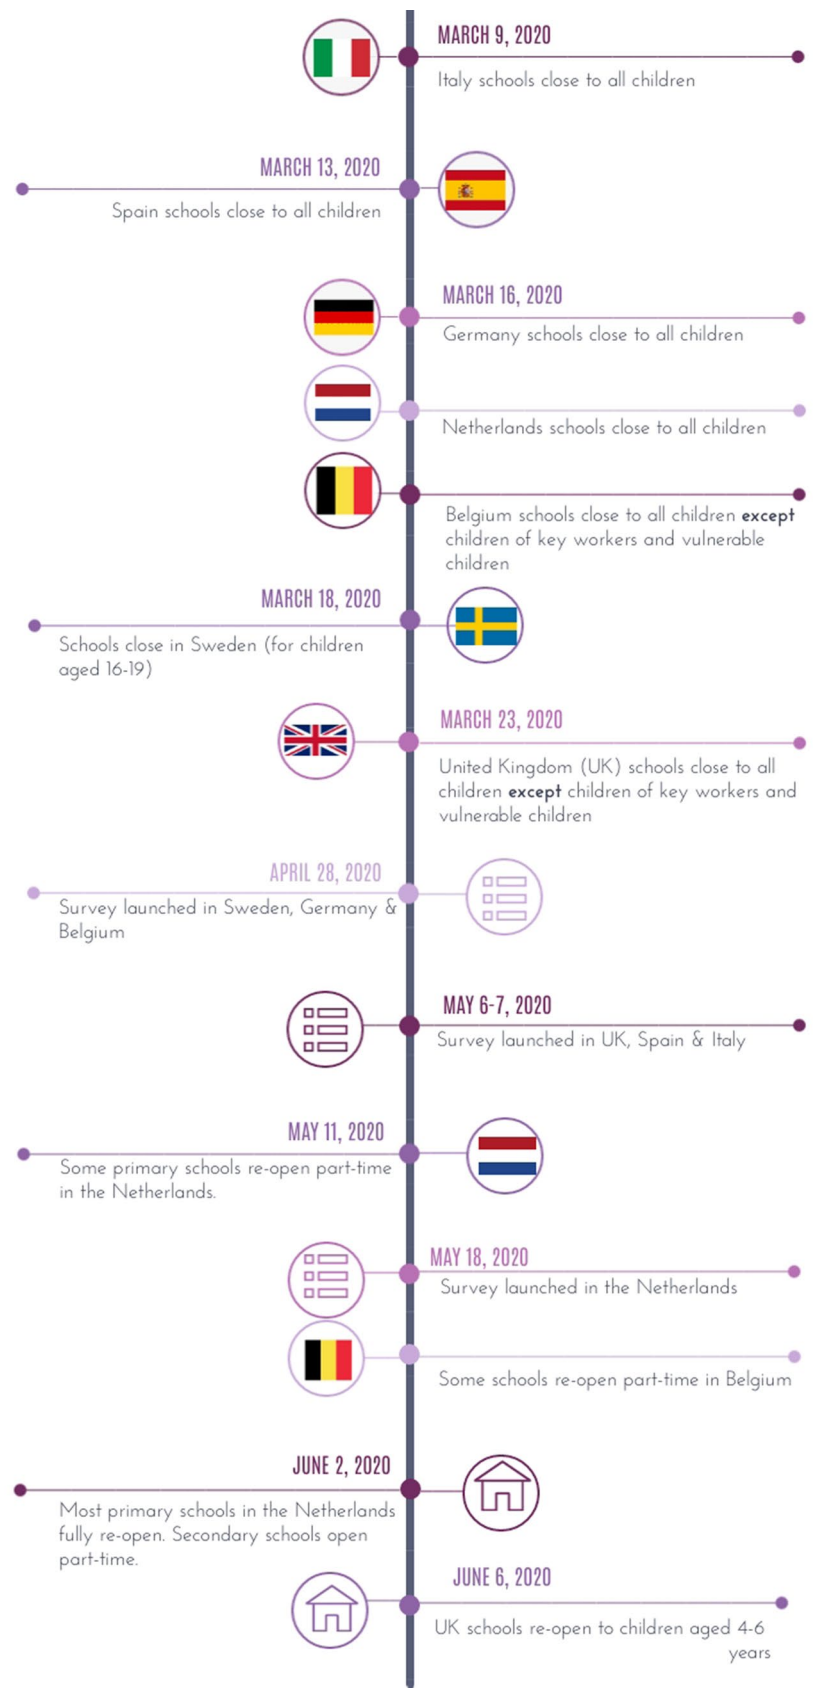 MARCH 9, 2020
Italy schools close to all children
MARCH 13, 2020
Spain schools close to all children
MARCH 16, 2020
Germany schools close to all children
Netherlands schools close to all children
Belgium schools close to all children except
children of key workers and vulnerable
children
MARCH 18, 2020
Schools close in Sweden (for children
aged 16-19)
MARCH 23, 2020
United Kingdom (UK) schools close to all
children except children of key workers and
vulnerable children
APRIL 28, 2020
Survey launched in Sweden, Germany &
Belgium
MAY 6-7, 2020
Survey launched in UK, Spain & Italy
MAY 11, 2020
Some primary schools re-open part-time
in the Netherlands.
MAY 18, 2020
Survey launched in the Netherlands
Some schools re-open part-time in Belgium
JUNE 2, 2020
Most primary schools in the Netherlands
fully re-open. Secondary schools open
part-time.
JUNE 6, 2020
UK schools re-open to children aged 4-6
years